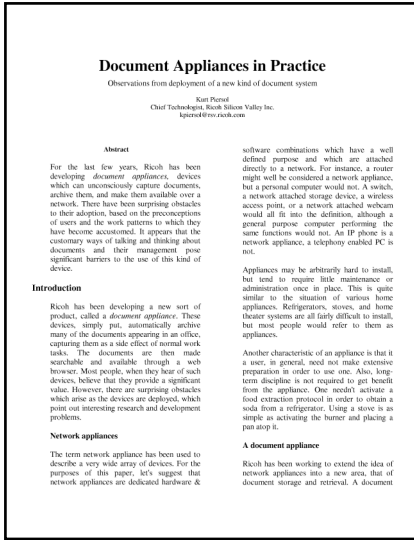 Document Appliances in Practice
Observations from deployment of a new kind of document system
Kurt Piersol
Chief Technologist, Ricoh Silicon Valley Inc.
kpiersol@rsv.ricoh.com
Abstract
For the last few years, Ricoh has been
developing document appliances, devices
which can unconsciously capture documents,
archive them, and make them available over a
network. There have been surprising obstacles
to their adoption, based on the preconceptions
of users and the work patterns to which they
have become accustomed. It appears that the
customary ways of talking and thinking about
documents and their management pose
significant barriers to the use of this kind of
device.
Introduction
Ricoh has been developing a new sort of
product, called a document appliance. These
devices, simply put, automatically archive
many of the documents appearing in an office,
capturing them as a side effect of normal work
tasks. The documents are then made
searchable and available through a web
browser. Most people, when they hear of such
devices, believe that they provide a significant
value. However, there are surprising obstacles
which arise as the devices are deployed, which
point out interesting research and development
problems.
Network appliances
The term network appliance has been used to
describe a very wide array of devices. For the
purposes of this paper, let's suggest that
network appliances are dedicated hardware &
software combinations which have a well
defined purpose and which are attached
directly to a network. For instance, a router
might well be considered a network appliance,
but a personal computer would not. A switch,
a network attached storage device, a wireless
access point, or a network attached webcam
would all fit into the definition, although a
general purpose computer performing the
same functions would not. An IP phone is a
network appliance, a telephony enabled PC is
not.
Appliances may be arbitrarily hard to install,
but tend to require little maintenance or
administration once in place. This is quite
similar to the situation of various home
appliances. Refrigerators, stoves, and home
theater systems are all fairly difficult to install,
but most people would refer to them as
appliances.
Another characteristic of an appliance is that it
a user, in general, need not make extensive
preparation in order to use one. Also, long-
term discipline is not required to get benefit
from the appliance. One needn't activate a
food extraction protocol in order to obtain a
soda from a refrigerator. Using a stove is as
simple as activating the burner and placing a
pan atop it.
A document appliance
Ricoh has been working to extend the idea of
network appliances into a new area, that of
document storage and retrieval. A document